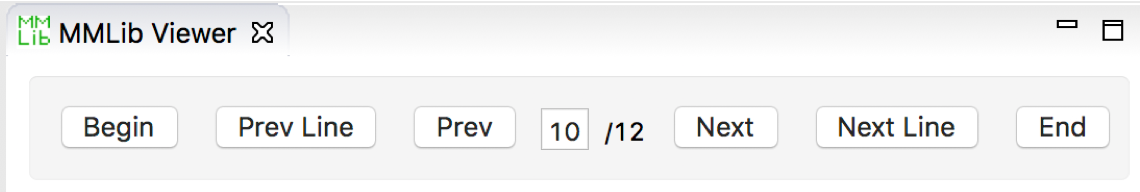 MM
Lib MMLib Viewer
Begin Prev Line Prev 10 /12 Next Next Line End